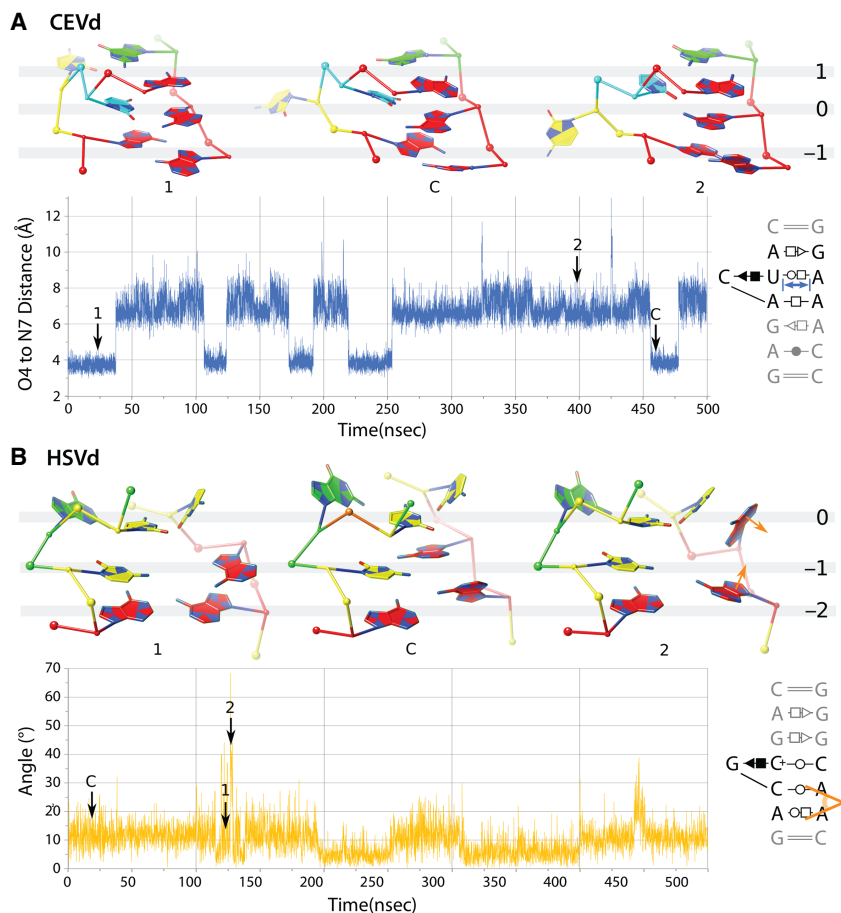 A CEVd
1
0
−1
1 C 2
O4 to N7 Distance (Å)
12
10
8
6
4
2
1
2
C
0 50 100 150 200 250 300 350 400 450 500
Time(nsec)
C G
A G
C U A
A A
G A
A C
G C
B HSVd
0
−1
−2
1 C 2
Angle (°)
70
60
50
40
30
20
10
0
C
1
2
0 50 100 150 200 250 300 350 400 450 500
Time(nsec)
C G
A G
G G
G C+ C
C A
A A
G C